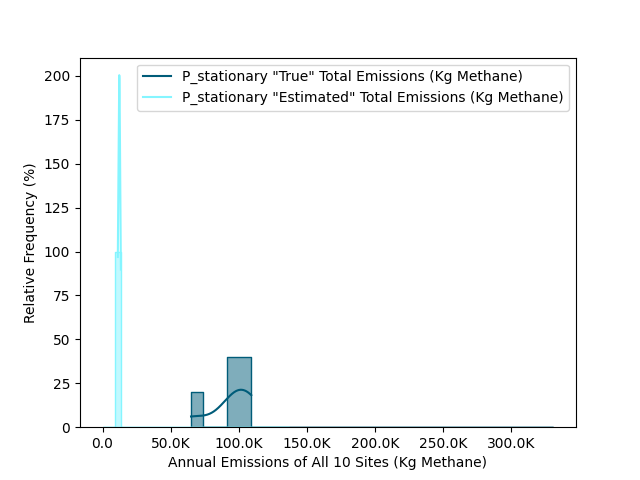 P_stationary "True" Total Emissions (Kg Methane)
P_stationary "Estimated" Total Emissions (Kg Methane)
200
175
150
125
100
75
50
25
0
Relative Frequency (%)
0.0 50.0K 100.0K 150.0K 200.0K 250.0K 300.0K
Annual Emissions of All 10 Sites (Kg Methane)